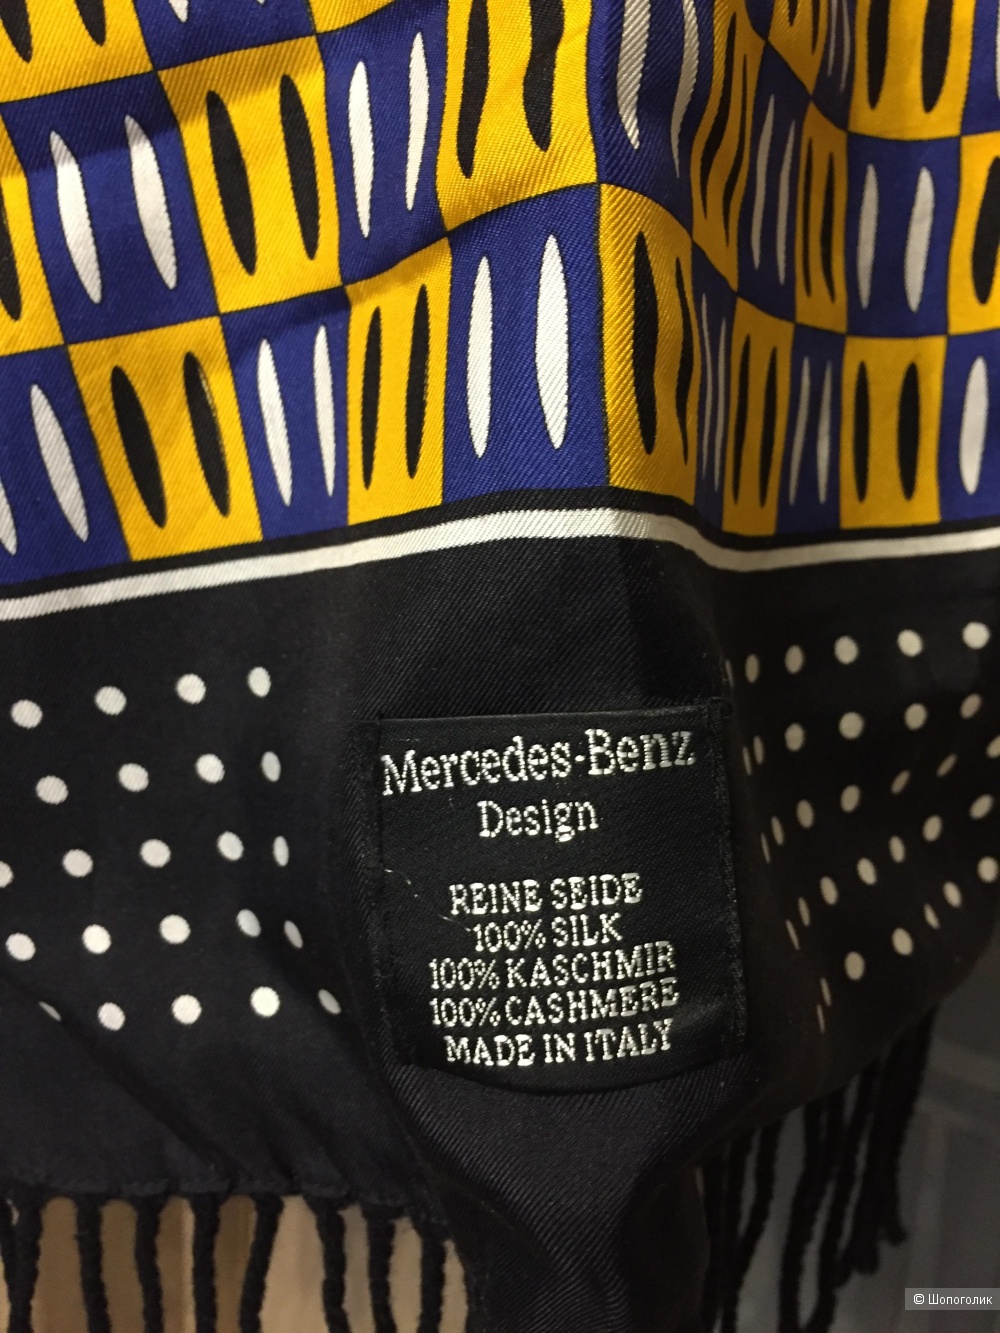 Mercedes-Benz
Design
REINE SEIDE
100% SILK
100% KASCHMIR
100% CASHMERE
MADE IN ITALY
© Шопоголик